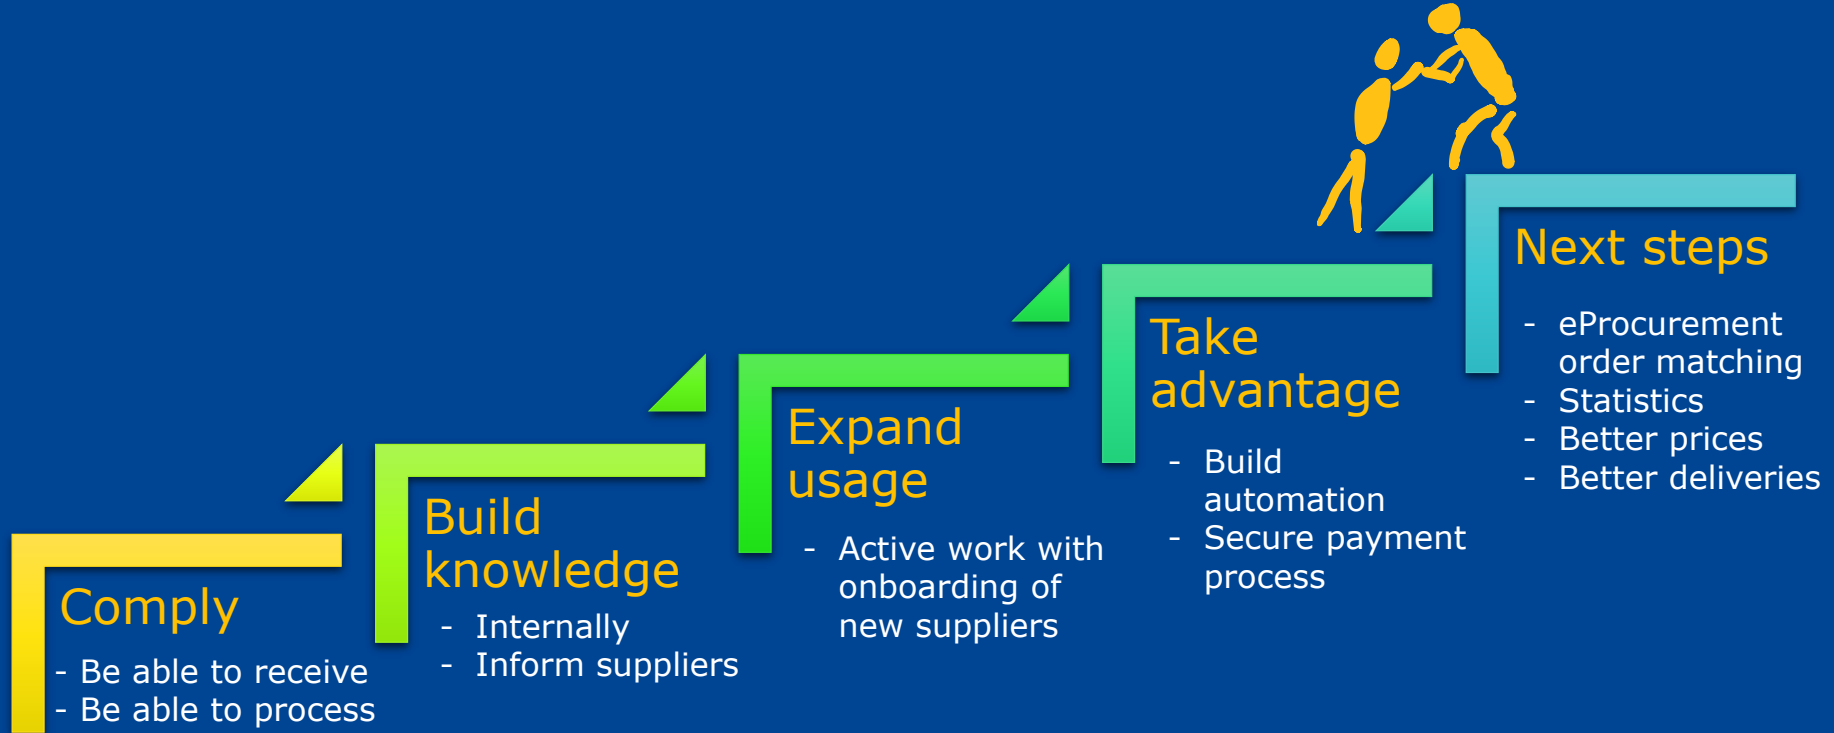 Comply
- Be able to receive
- Be able to process
Build
knowledge
- Internally
- Inform suppliers
Expand
usage
- Active work with
onboarding of
new suppliers
Take
advantage
- Build
automation
- Secure payment
process
Next steps
- eProcurement
order matching
- Statistics
- Better prices
- Better deliveries